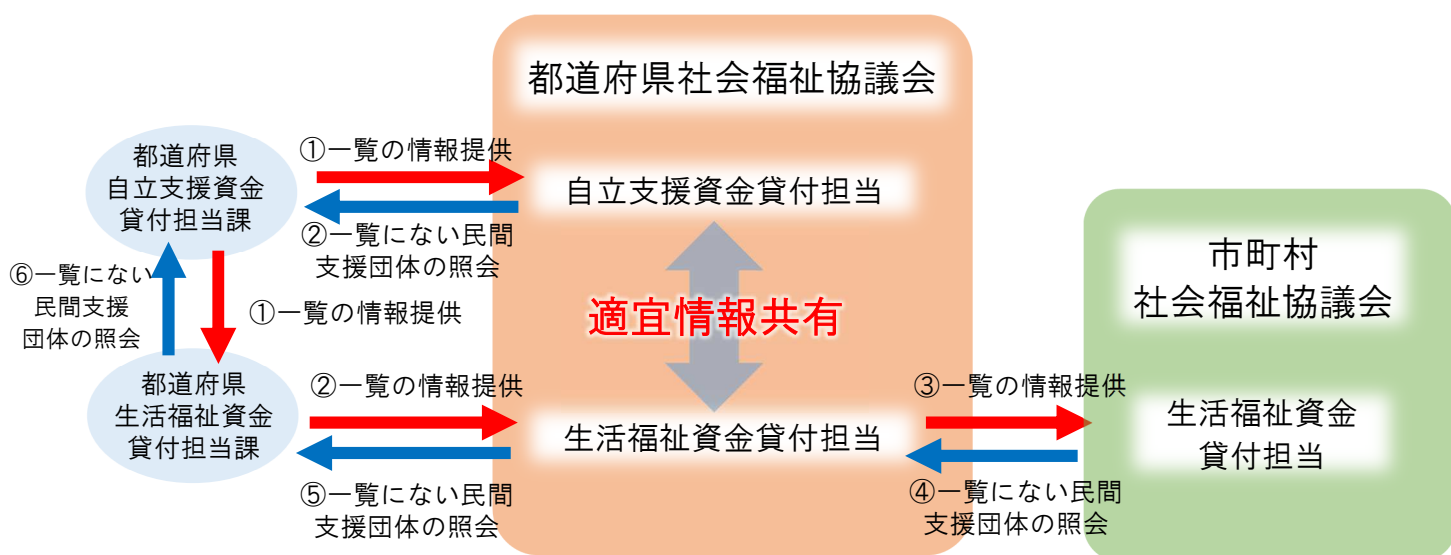 都道府県社会福祉協議会
都道府県
自立支援資金
貸付担当課
①一覧の情報提供
自立支援資金貸付担当
②一覧にない民間
支援団体の照会
⑥一覧にない
民間支援
団体の照会
①一覧の情報提供
適宜情報共有
市町村
社会福祉協議会
都道府県
生活福祉資金
貸付担当課
②一覧の情報提供
生活福祉資金貸付担当
③一覧の情報提供
生活福祉資金
貸付担当
⑤一覧にない民間
支援団体の照会
④一覧にない民間
支援団体の照会